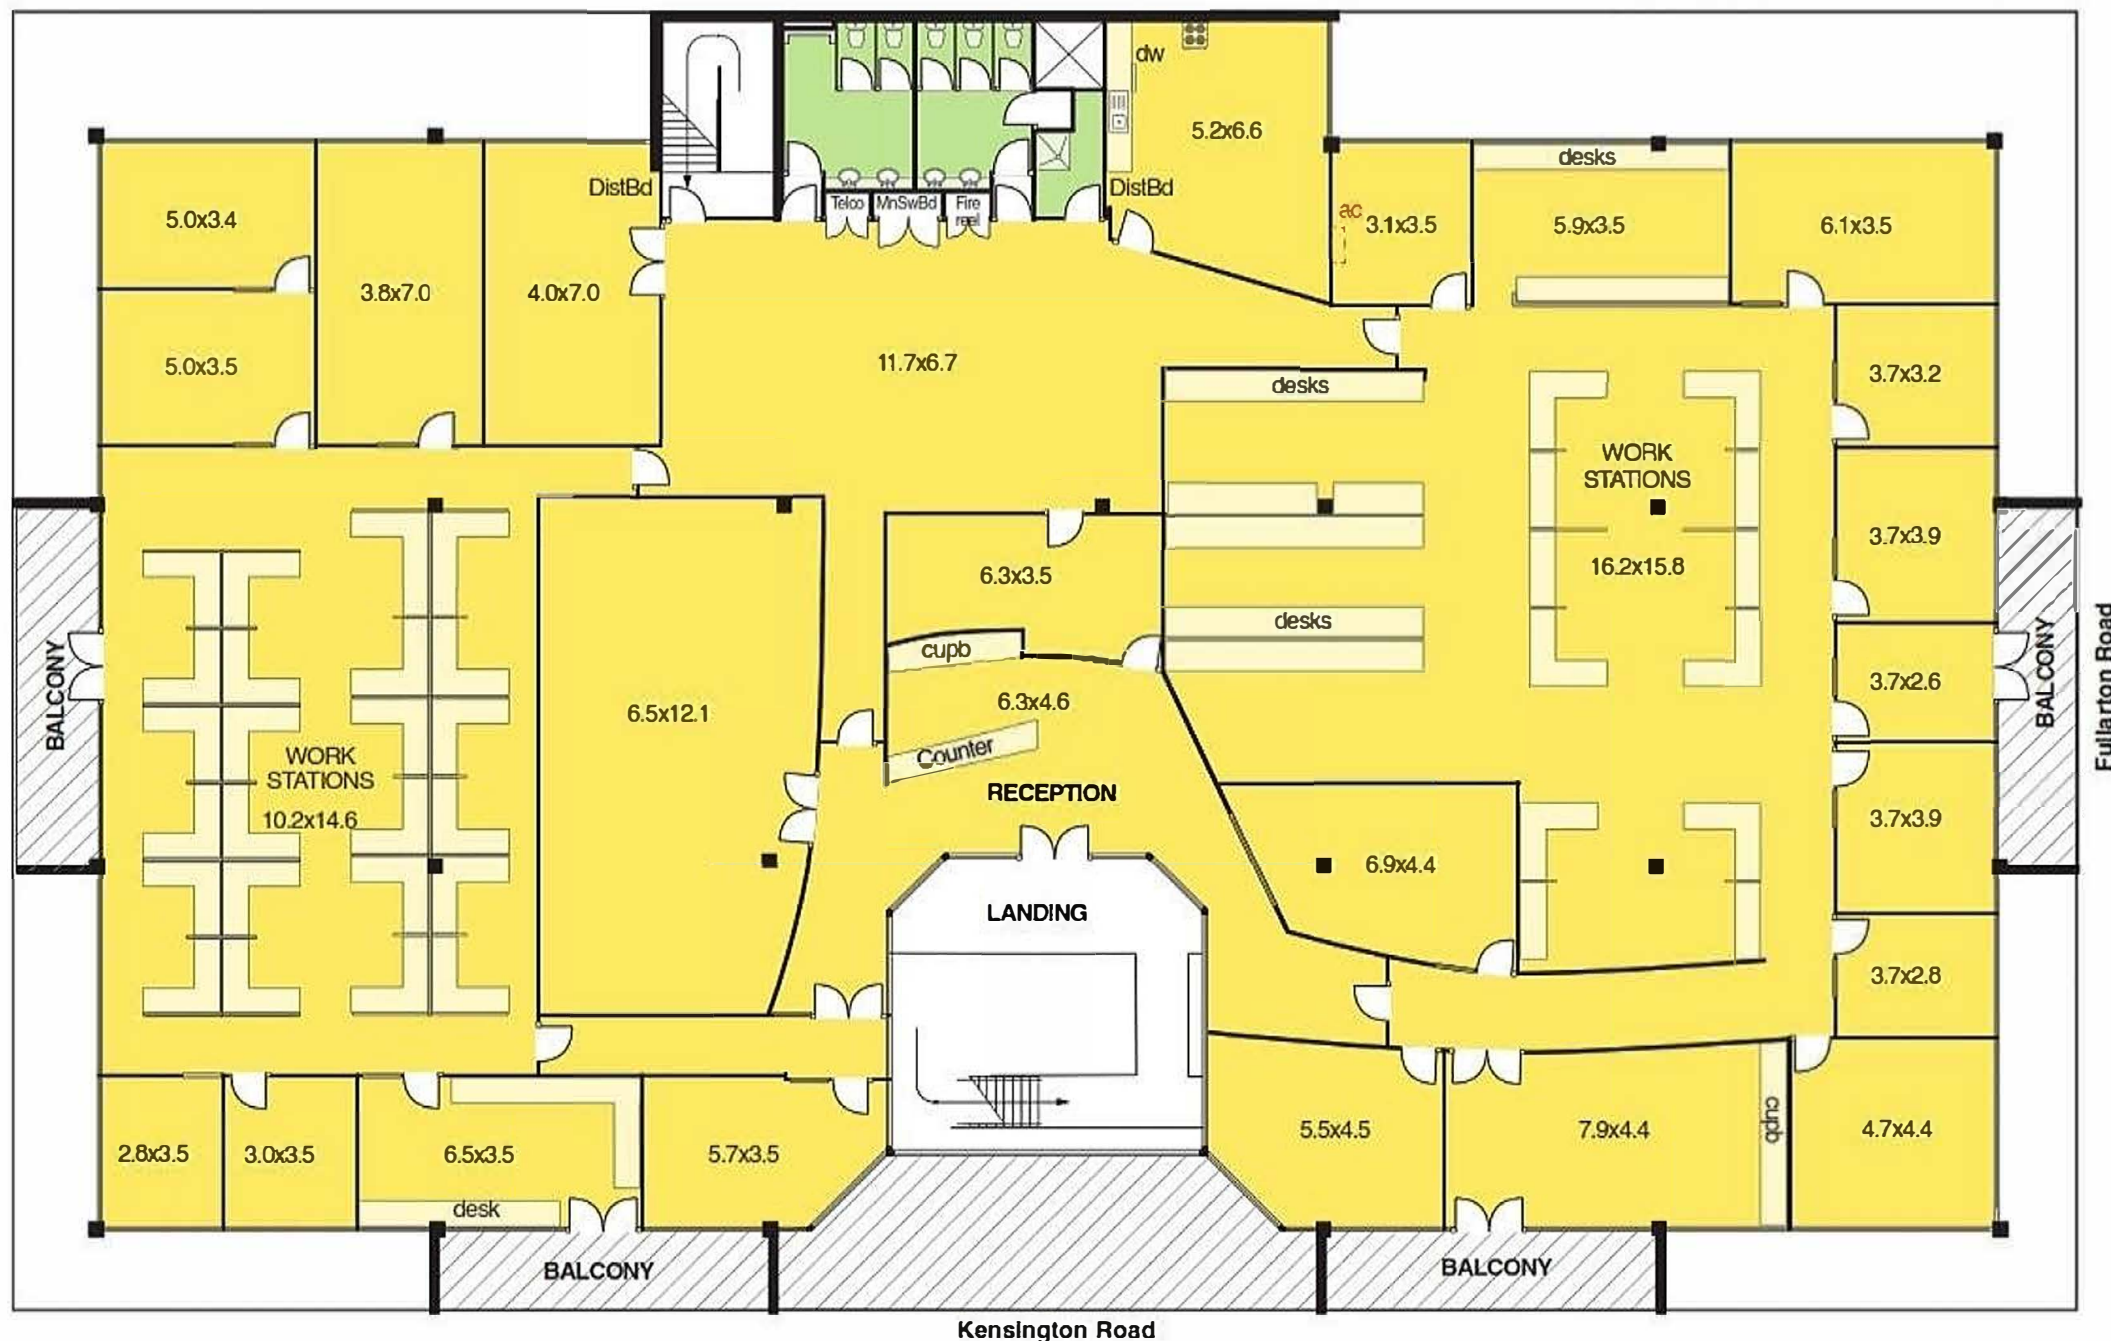 dw
5.2x6.6
DistBd
DistBd
Telco
MnSwBd
Fire
reel
5.0x3.4
3.8x7.0
4.0x7.0
5.0x3.5
11.7x6.7
ac
3.1x3.5
desks
5.9x3.5
6.1x3.5
desks
3.7x3.2
WORK
STATIONS
16.2x15.8
3.7x3.9
6.3x3.5
cupb
6.3x4.6
Counter
desks
3.7x2.6
BALCONY
Fullarton Road
BALCONY
WORK
STATIONS
10.2x14.6
6.5x12.1
RECEPTION
3.7x3.9
6.9x4.4
LANDING
3.7x2.8
2.8x3.5
3.0x3.5
6.5x3.5
desk
5.7x3.5
5.5x4.5
7.9x4.4
cupb
4.7x4.4
BALCONY
BALCONY
Kensington Road